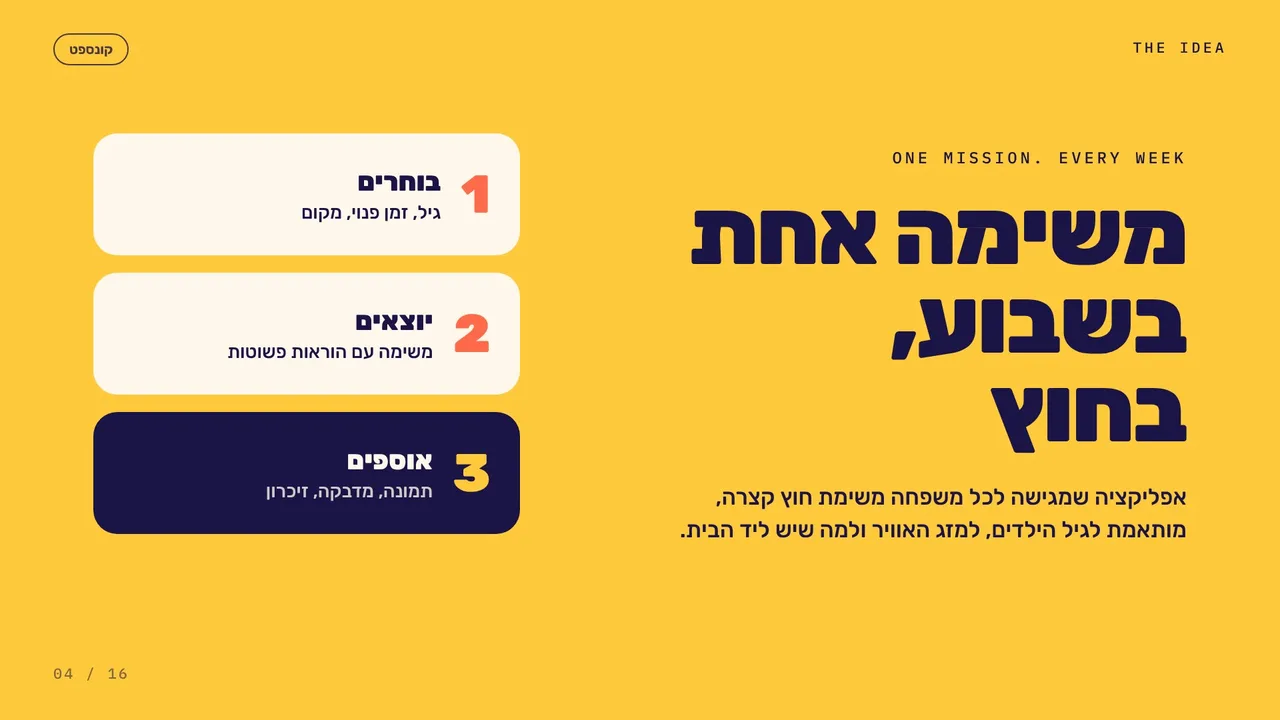 THE IDEA
קונספט
ONE MISSION. EVERY WEEK
משימה אחת
בשבוע,
בחוץ
אפליקציה שמגישה לכל משפחה משימת חוץ קצרה,
מותאמת לגיל הילדים, למזג האוויר ולמה שיש ליד הבית.
1
בוחרים
גיל, זמן פנוי, מקום
2
יוצאים
משימה עם הוראות פשוטות
3
אוספים
תמונה, מדבקה, זיכרון
04 / 16